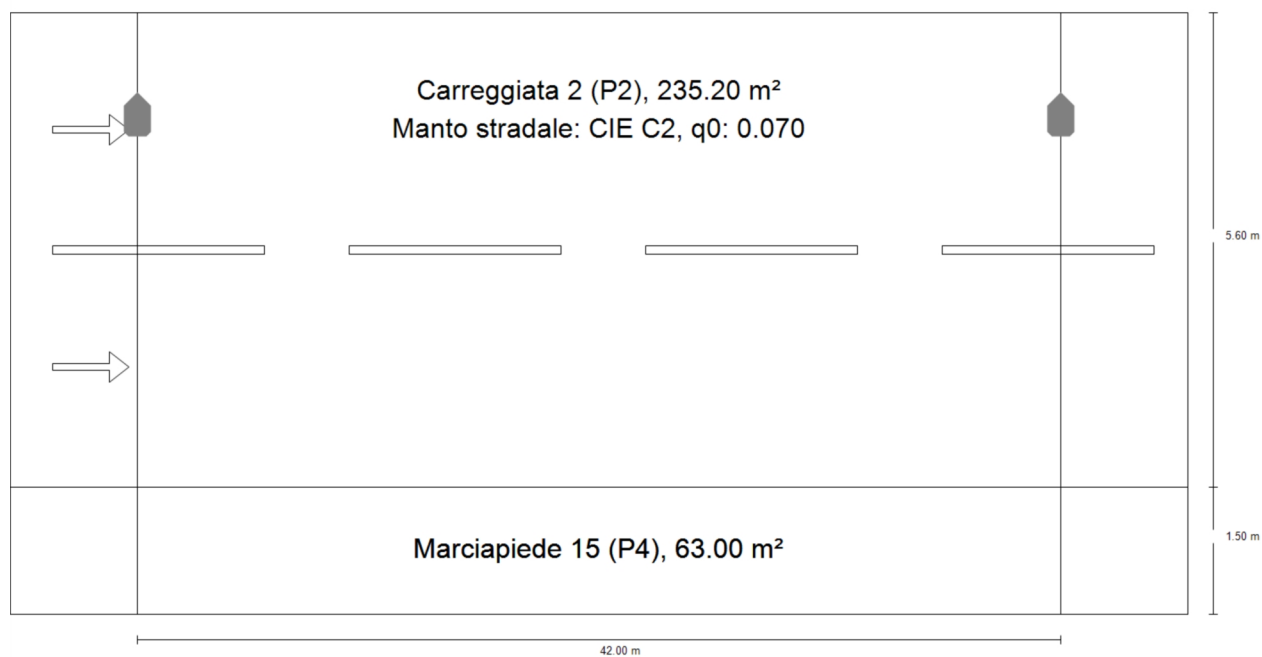 Carreggiata 2 (P2), 235.20 m²
Manto stradale: CIE C2, q0: 0.070
5.60 m
Marciapiede 15 (P4), 63.00 m²
1.50 m
42.00 m